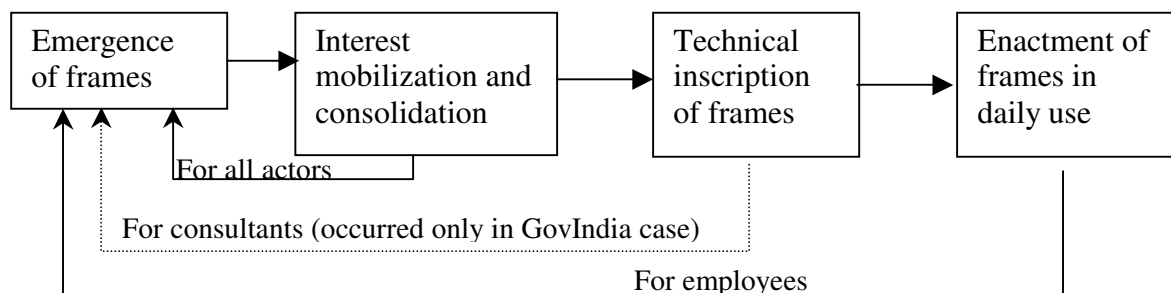 Emergence
of frames
Interest
mobilization and
consolidation
Technical
inscription
of frames
Enactment of
frames in
daily use
For all actors
For consultants (occurred only in GovIndia case)
For employees